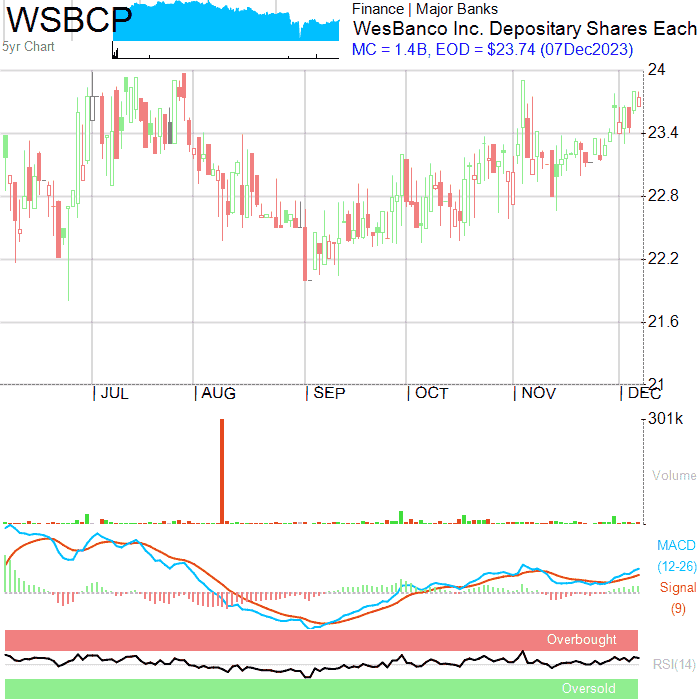 WSBCP
5yr Chart
Finance | Major Banks
WesBanco Inc. Depositary Shares Each
MC = 1.4B, EOD = $23.74 (07Dec2023)
24
23.4
22.8
22.2
21.6
21
JUL
AUG
SEP
OCT
NOV
DEC
301k
Volume
MACD
(12-26)
Signal
(9)
Overbought
RSI(14)
Oversold